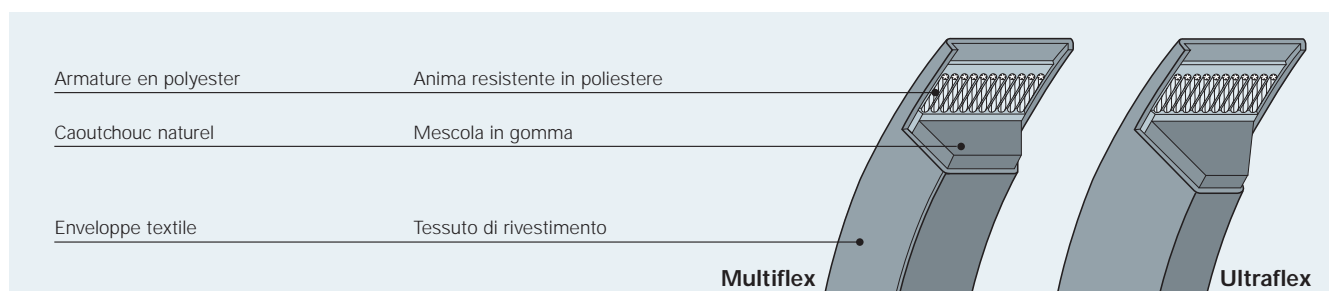 Armature en polyester Anima resistente in poliestere
Caoutchouc naturel Mescola in gomma
Enveloppe textile Tessuto di rivestimento
Multiflex Ultraflex